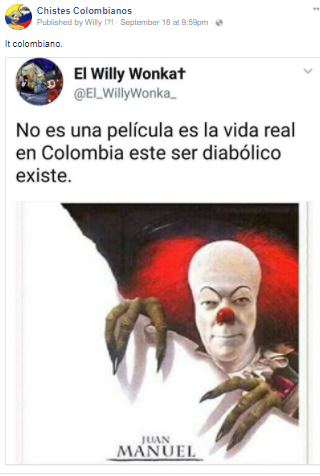 Chistes Colombianos
Published by Willy [?] · September 18 at 9:59pm ·
It colombiano.
El Willy Wonka†
@El_WillyWonka_
No es una película es la vida real
en Colombia este ser diabólico
existe.
JUAN
MANUEL